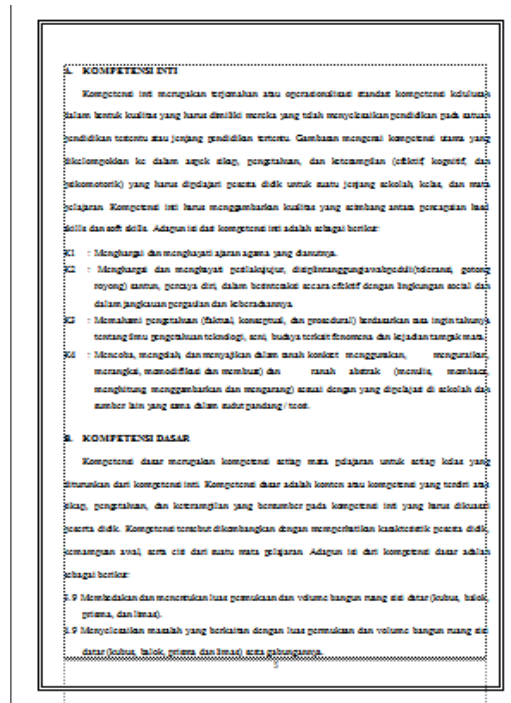 A. KOMPETENSI INTI
Kompetensi inti merupakan terjemahan atau operasionalisasi standar kompetensi kelulusan
dalam bentuk kualitas yang harus dimiliki mereka yang telah menyelesaikan pendidikan pada satuan
pendidikan tertentu atau jenjang pendidikan tertentu. Gambaran mengenai kompetensi utama yang
dikelompokkan ke dalam aspek sikap, pengetahuan, dan keterampilan (efektif kognitif, dan
psikomotorik) yang harus dipelajari peserta didik untuk suatu jenjang sekolah, kelas, dan mata
pelajaran. Kompetensi inti harus menggambarkan kualitas yang seimbang antara pencapaian hard
skills dan soft skills. Adapun isi dari kompetensi inti adalah sebagai berikut:
K1 : Menghargai dan menghayati ajaran agama yang dianutnya.
K2 : Menghargai dan menghayati perilakujujur, disiplintanggungjawabpeduli(toleransi, gotong
royong) santun, percaya diri, dalam berinteraksi secara efektif dengan lingkungan social dan
dalam jangkauan pergaulan dan keberadaannya.
K3 : Memahami pengetahuan (faktual, konseptual, dan prosedural) berdasarkan rasa ingin tahunya
tentang ilmu pengetahuan teknologi, seni, budaya terkait fenomena dan kejadian tampak mata.
K4 : Mencoba, mengolah, dan menyajikan dalam ranah konkret menggunakan, menguraikan,
merangkai, memodifikasi dan membuat) dan ranah abstrak (menulis, membaca,
menghitung menggambarkan dan mengarang) sesuai dengan yang dipelajari di sekolah dan
sumber lain yang sama dalam sudut pandang / teori.
B. KOMPETENSI DASAR
Kompetensi dasar merupakan kompetensi setiap mata pelajaran untuk setiap kelas yang
diturunkan dari kompetensi inti. Kompetensi dasar adalah konten atau kompetensi yang terdiri atas
sikap, pengetahuan, dan keterampilan yang bersumber pada kompetensi inti yang harus dikuasai
peserta didik. Kompetensi tersebut dikembangkan dengan memperhatikan karakteristik peserta didik,
kemampuan awal, serta ciri dari suatu mata pelajaran. Adapun isi dari kompetensi dasar adalah
sebagai berikut:
3.9 Membedakan dan menentukan luas permukaan dan volume bangun ruang sisi datar (kubus, balok,
prisma, dan limas).
4.9 Menyelesaikan masalah yang berkaitan dengan luas permukaan dan volume bangun ruang sisi
datar (kubus, balok, prisma dan limas) serta gabungannya.